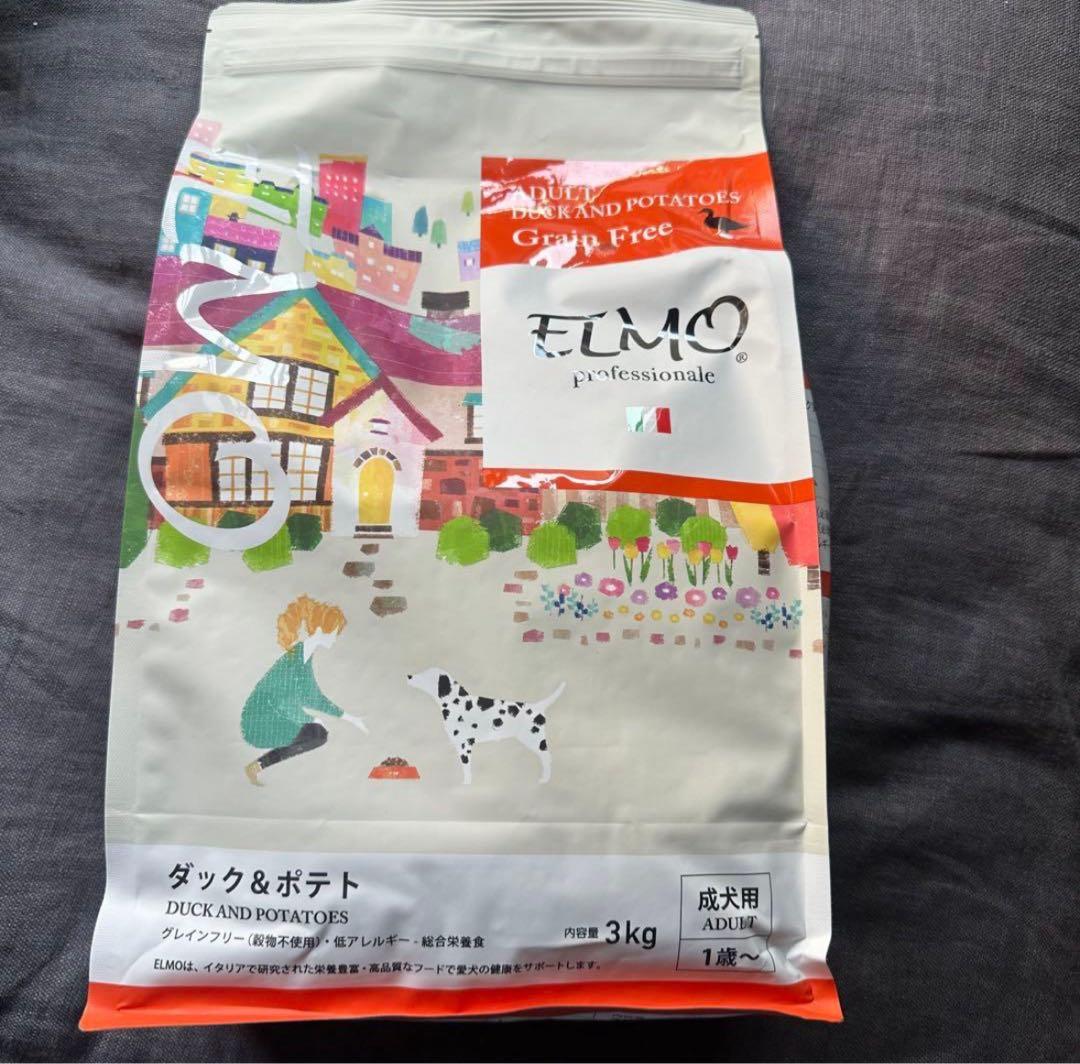 ADULT
DUCK AND POTATOES
Grain Free
ELMO®
professionale
ELMO
ダック&ポテト
DUCK AND POTATOES
グレインフリー(穀物不使用)・低アレルギー - 総合栄養食
ELMOは、イタリアで研究された栄養豊富・高品質なフードで愛犬の健康をサポートします。
内容量 3kg
成犬用
ADULT
1歳〜